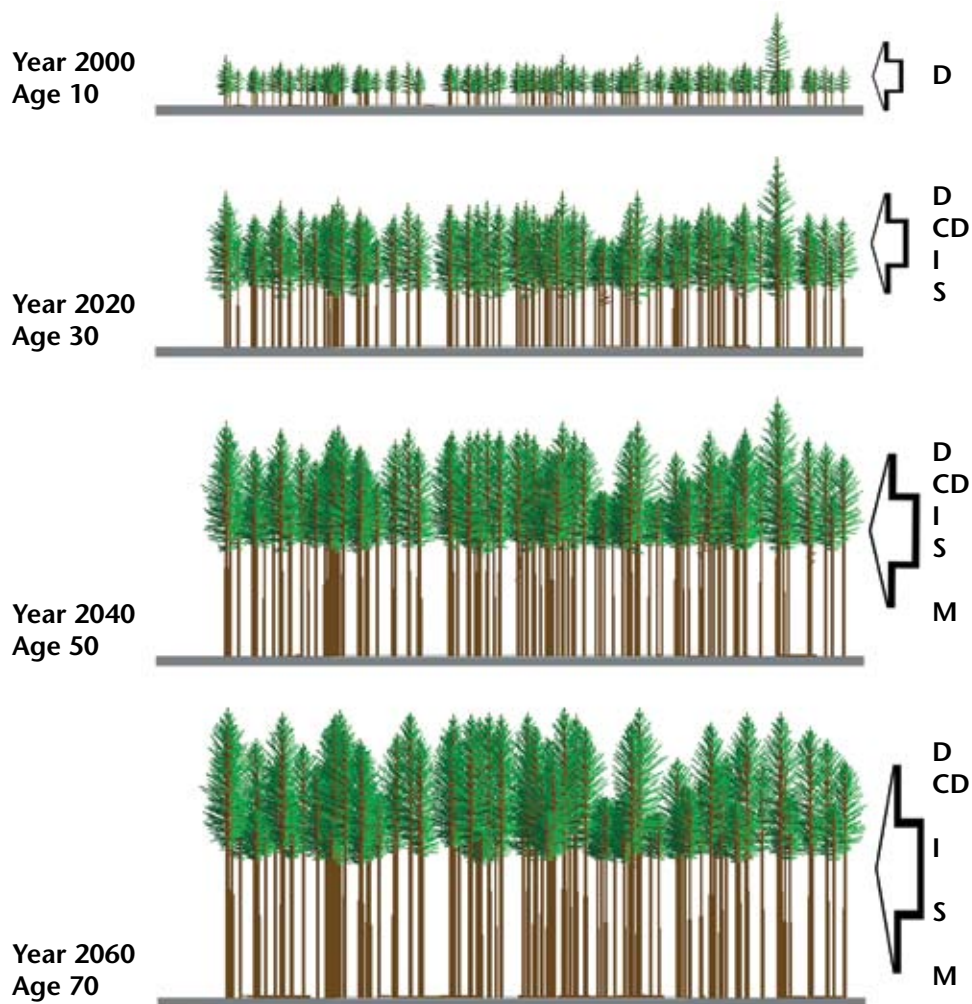 Year 2000
Age 10
D
Year 2020
Age 30
D
CD
I
S
Year 2040
Age 50
D
CD
I
S
M
Year 2060
Age 70
D
CD
I
S
M